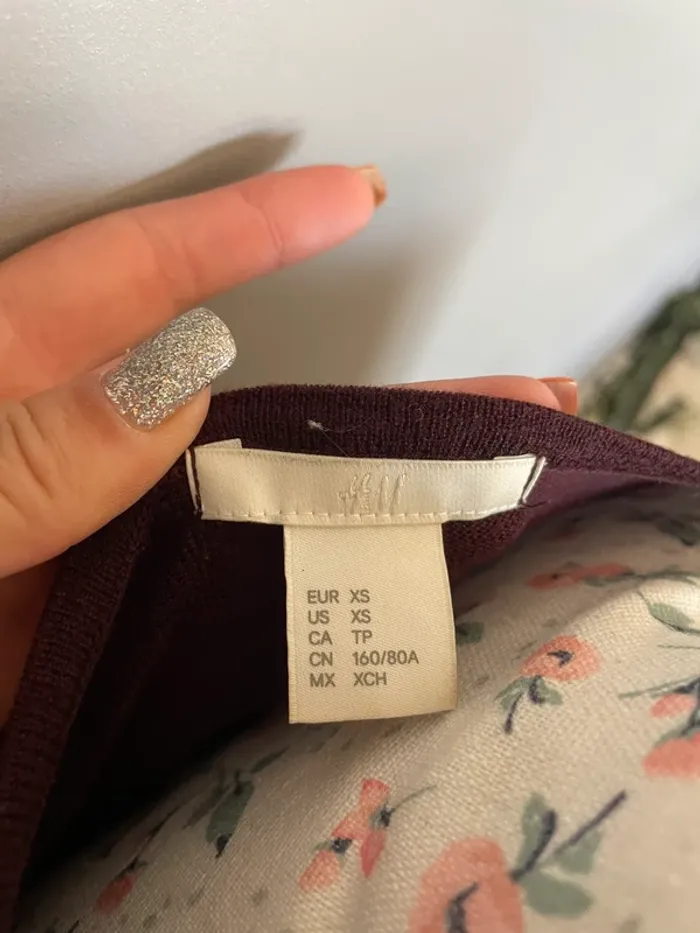 H&M
EUR XS
US XS
CA TP
CN 160/80A
MX XCH